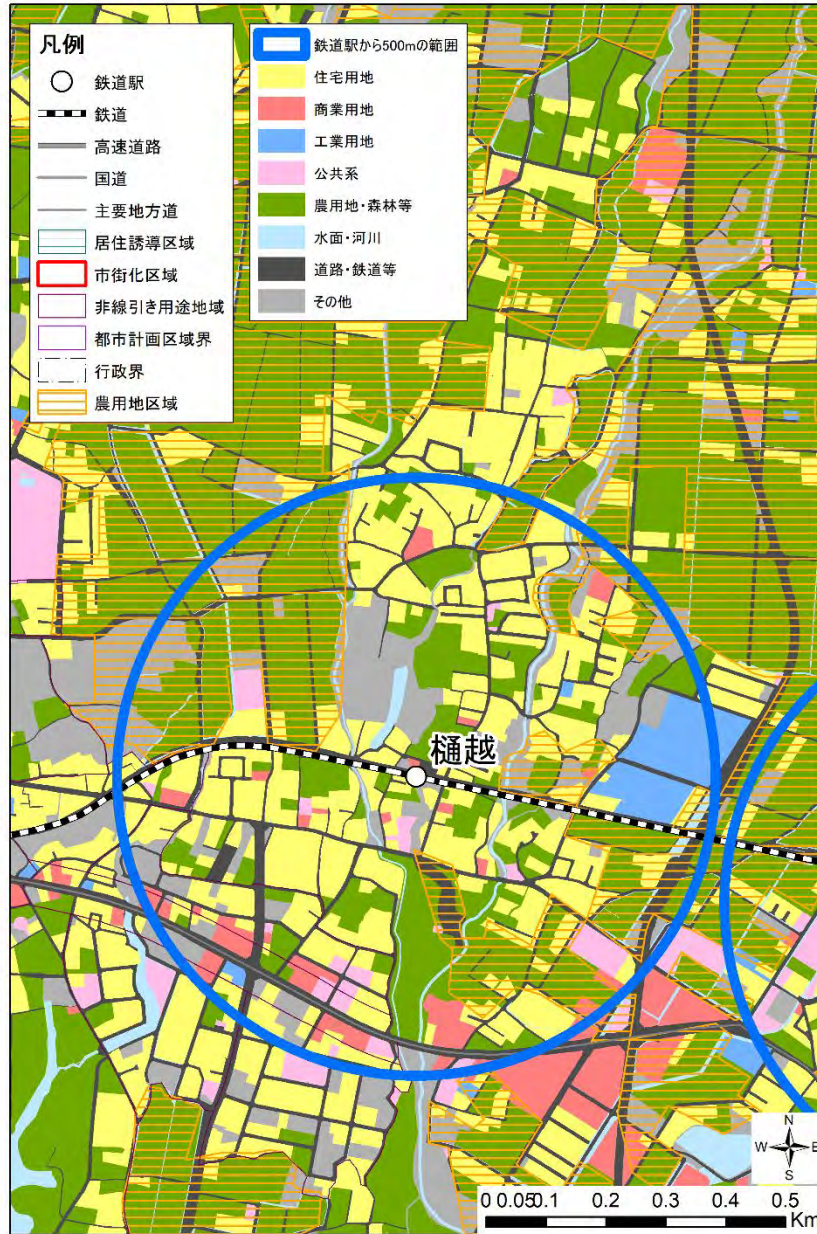 凡例
鉄道駅
鉄道
高速道路
国道
主要地方道
居住誘導区域
市街化区域
非線引き用途地域
都市計画区域界
行政界
農用地区域
鉄道駅から500mの範囲
住宅用地
商業用地
工業用地
公共系
農用地・森林等
水面・河川
道路・鉄道等
その他
樋越
N
W E
S
0 0.050.1 0.2 0.3 0.4 0.5
Km